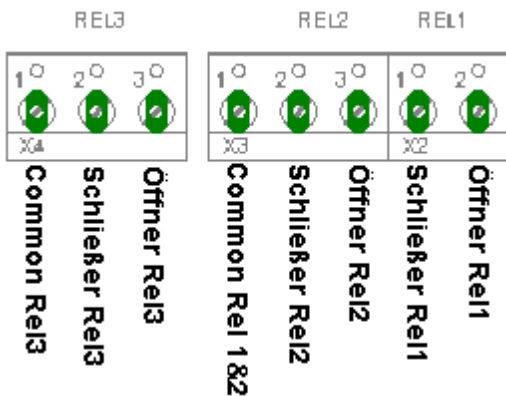 REL3 REL2 REL1
1 2 3 1 2 3 1 2
X4 X3 X2
Common Rel3
Schließer Rel3
Öffner Rel3
Common Rel 1&2
Schließer Rel2
Öffner Rel2
Schließer Rel1
Öffner Rel1